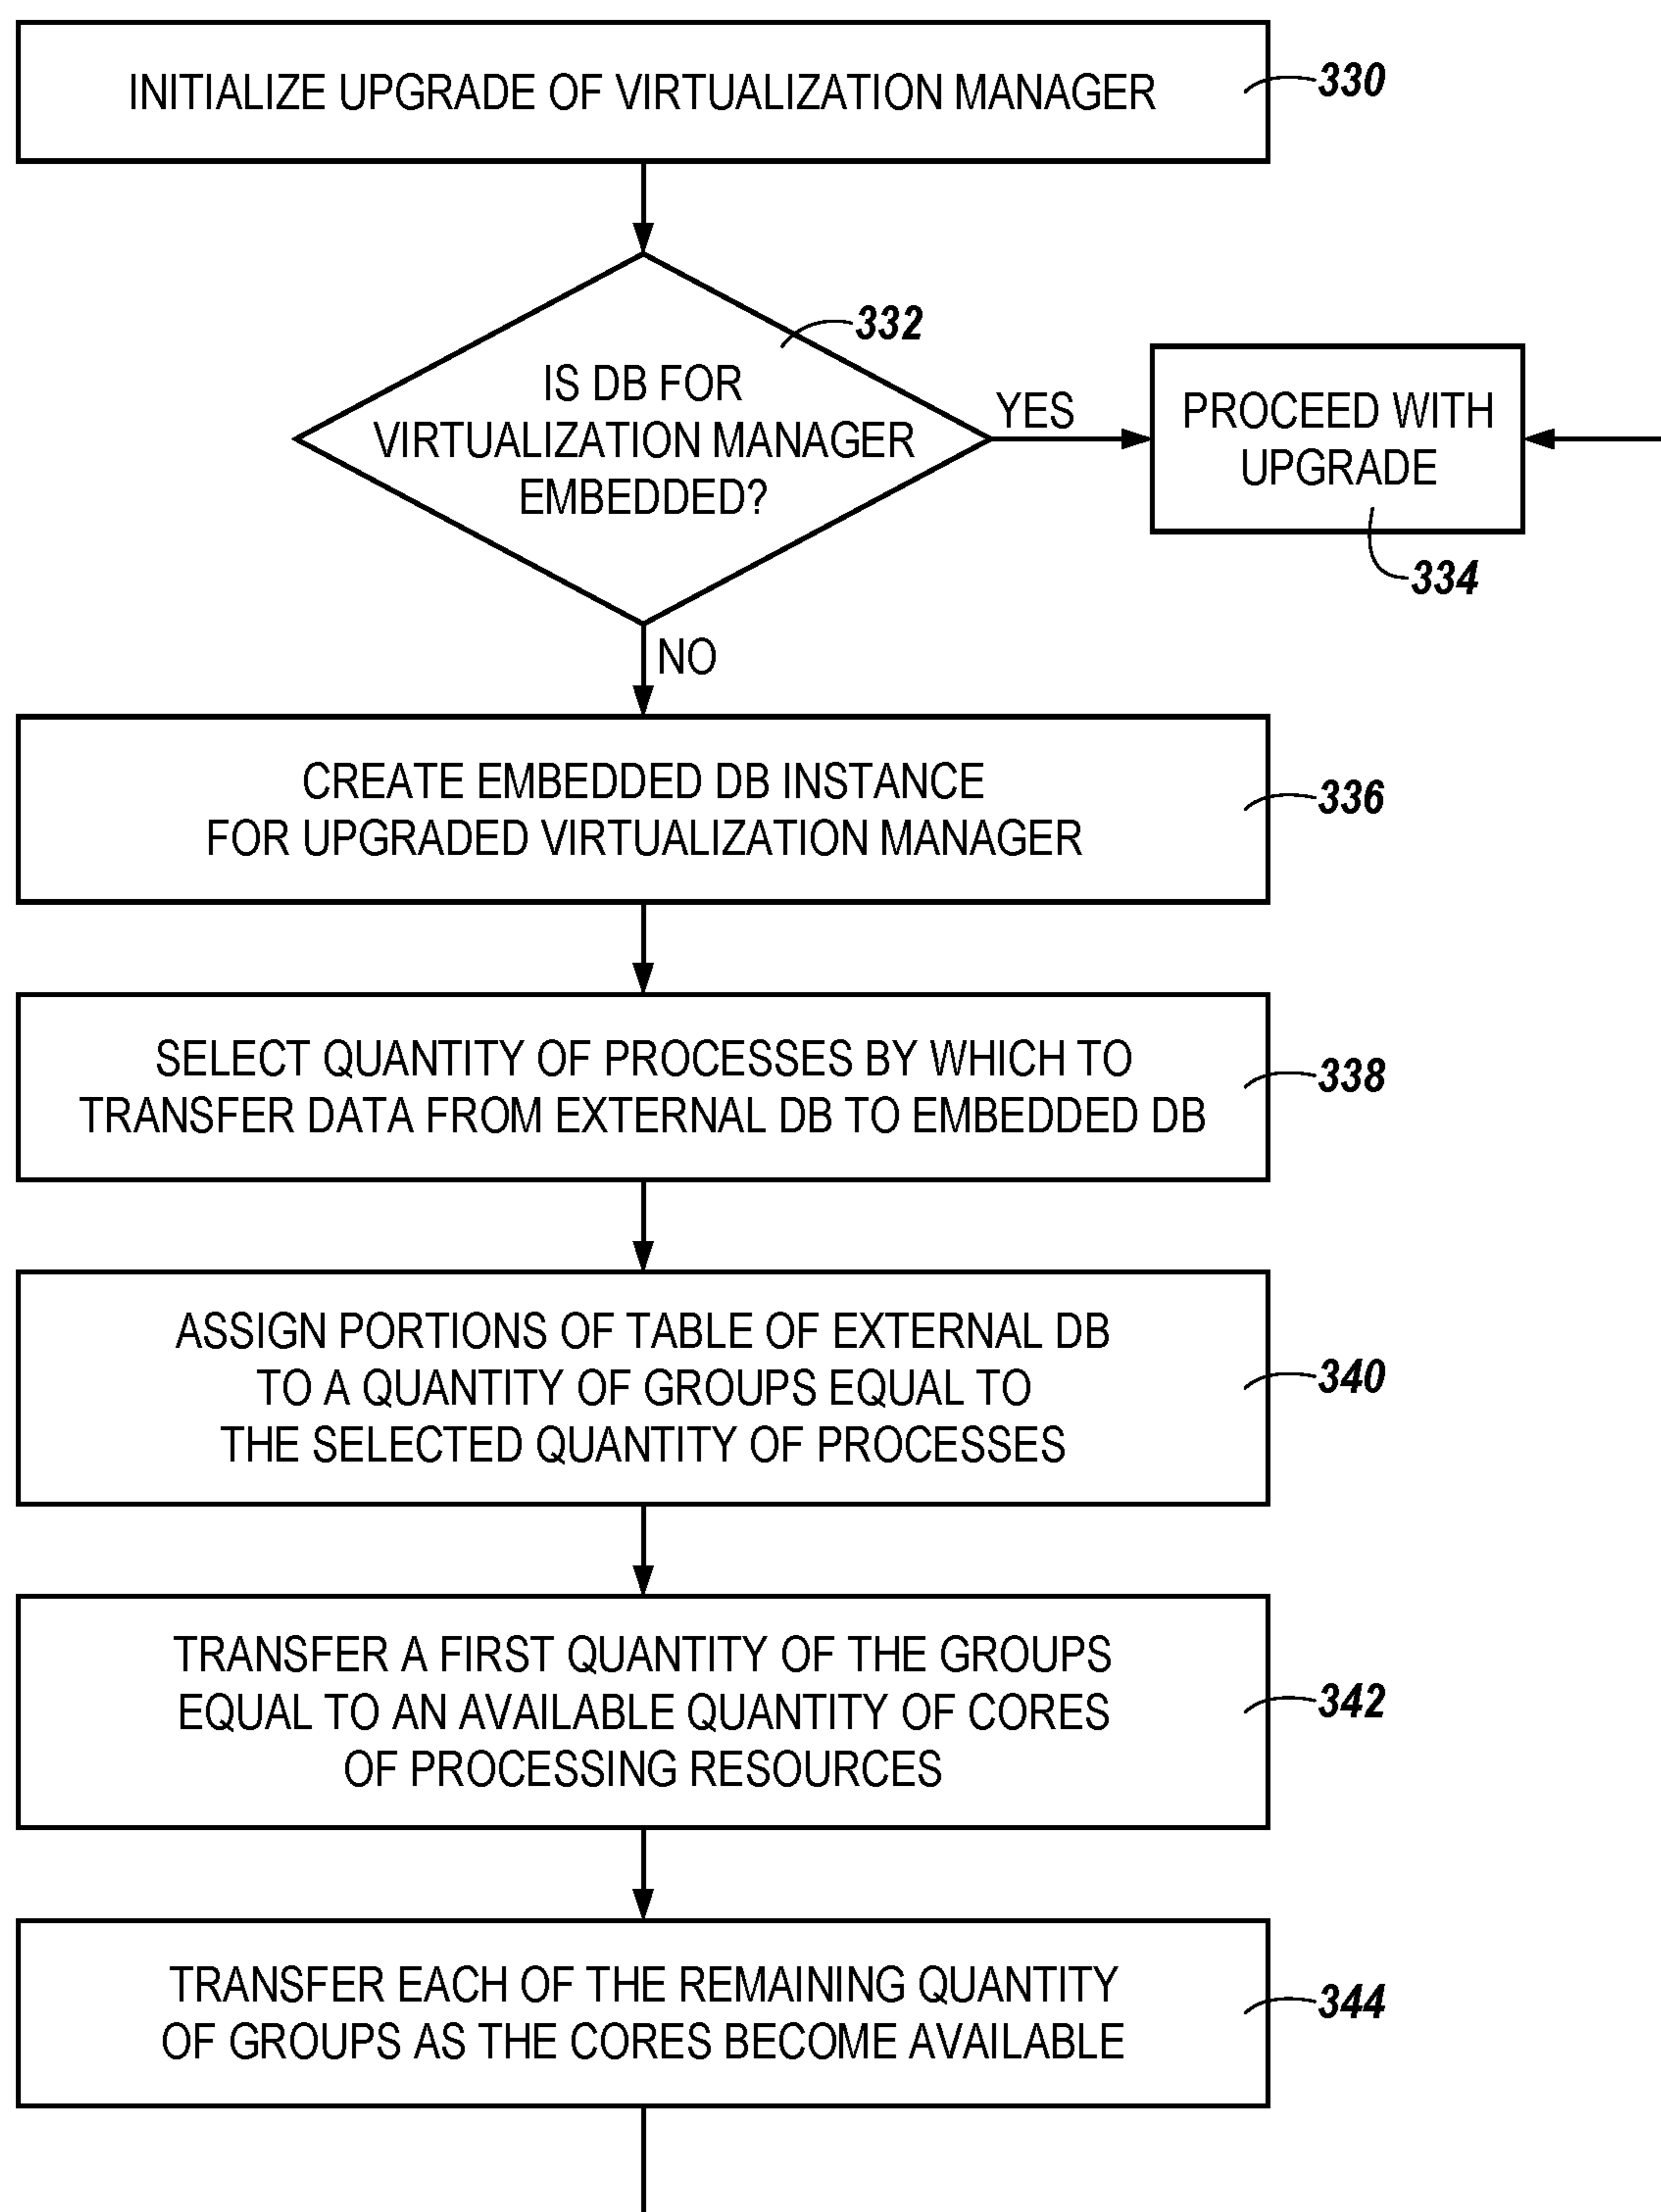 INITIALIZE UPGRADE OF VIRTUALIZATION MANAGER
330
332
IS DB FOR
VIRTUALIZATION MANAGER
EMBEDDED?
YES
PROCEED WITH
UPGRADE
334
NO
CREATE EMBEDDED DB INSTANCE
FOR UPGRADED VIRTUALIZATION MANAGER
336
SELECT QUANTITY OF PROCESSES BY WHICH TO
TRANSFER DATA FROM EXTERNAL DB TO EMBEDDED DB
338
ASSIGN PORTIONS OF TABLE OF EXTERNAL DB
TO A QUANTITY OF GROUPS EQUAL TO
THE SELECTED QUANTITY OF PROCESSES
340
TRANSFER A FIRST QUANTITY OF THE GROUPS
EQUAL TO AN AVAILABLE QUANTITY OF CORES
OF PROCESSING RESOURCES
342
TRANSFER EACH OF THE REMAINING QUANTITY
OF GROUPS AS THE CORES BECOME AVAILABLE
344